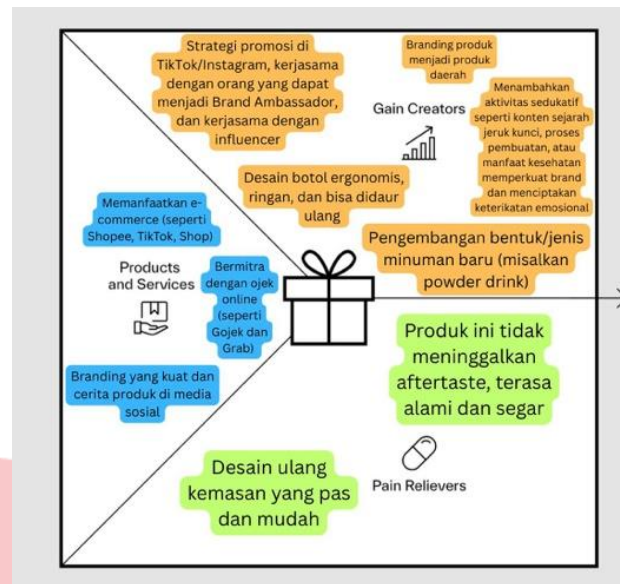 Strategi promosi di
TikTok/Instagram, kerjasama
dengan orang yang dapat
menjadi Brand Ambassador,
dan kerjasama dengan
influencer
Branding produk
menjadi produk
daerah
Gain Creators
Menambahkan
aktivitas sedukatif
seperti konten sejarah
jeruk kunci, proses
pembuatan, atau
manfaat kesehatan
memperkuat brand
dan menciptakan
keterikatan emosional
Desain botol ergonomis,
ringan, dan bisa didaur
ulang
Pengembangan bentuk/jenis
minuman baru (misalkan
powder drink)
Memanfaatkan e-
commerce (seperti
Shopee, TikTok, Shop)
Products
and Services
Bermitra
dengan ojek
online
(seperti
Gojek dan
Grab)
Branding yang kuat dan
cerita produk di media
sosial
Produk ini tidak
meninggalkan
aftertaste, terasa
alami dan segar
Pain Relievers
Desain ulang
kemasan yang pas
dan mudah